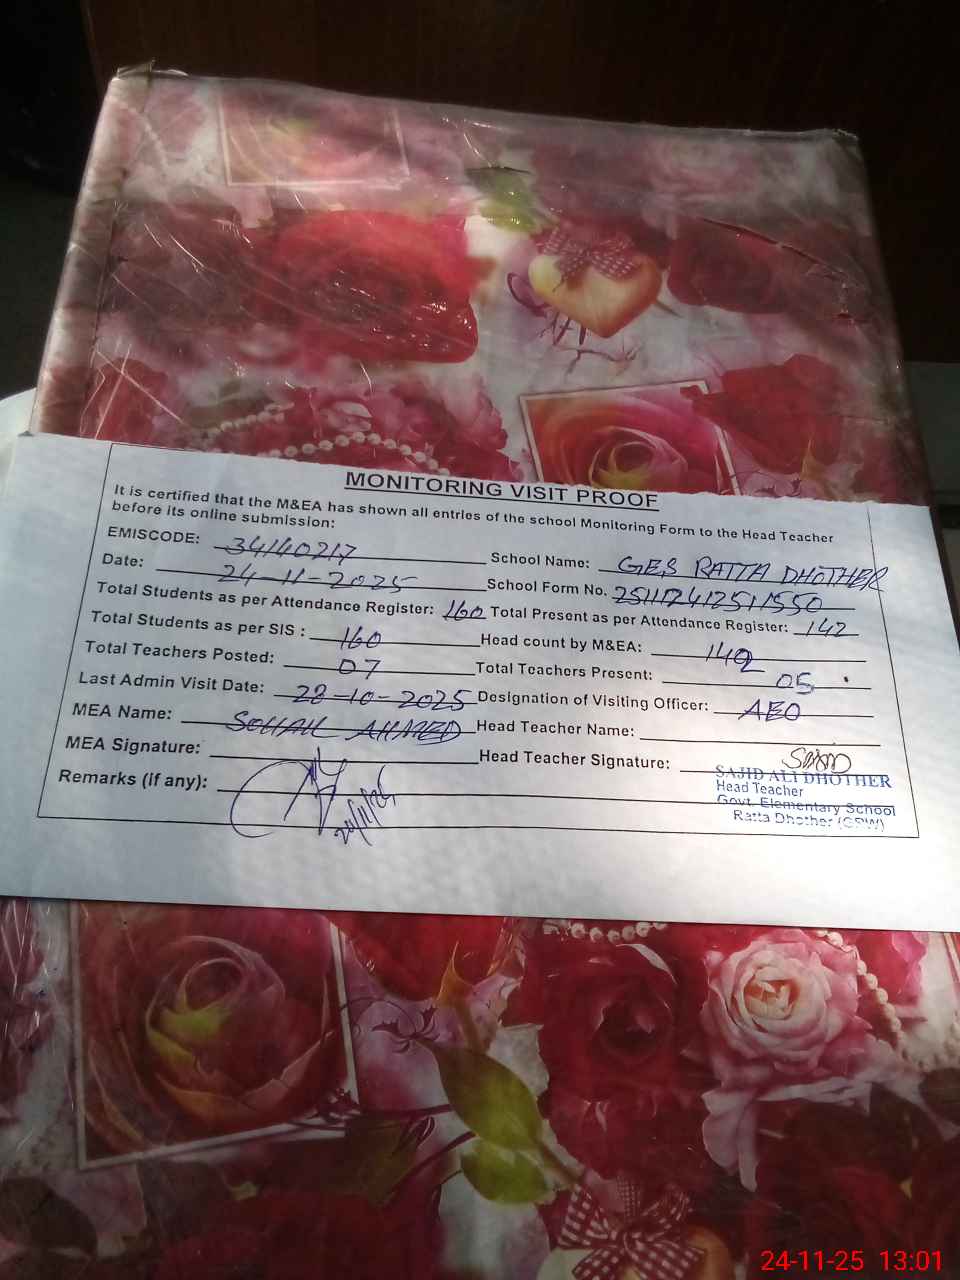 MONITORING VISIT PROOF
It is certified that the M&EA has shown all entries of the school Monitoring Form to the Head Teacher
before its online submission:
EMISCODE: 34140217 School Name: GES RATTA DHOTHER
Date: 24-11-2025 School Form No. 25112412511550
Total Students as per Attendance Register: 160 Total Present as per Attendance Register: 142
Total Students as per SIS : 160 Head count by M&EA: 142
Total Teachers Posted: 07 Total Teachers Present: 05
Last Admin Visit Date: 28-10-2025 Designation of Visiting Officer: AEO
MEA Name: SOHAIL AHMED Head Teacher Name:
MEA Signature: Head Teacher Signature:
SAJID ALI DHOTHER
Remarks (if any): Head Teacher
Govt. Elementary School
Ratta Dhother (GRW)
24-11-25 13:01